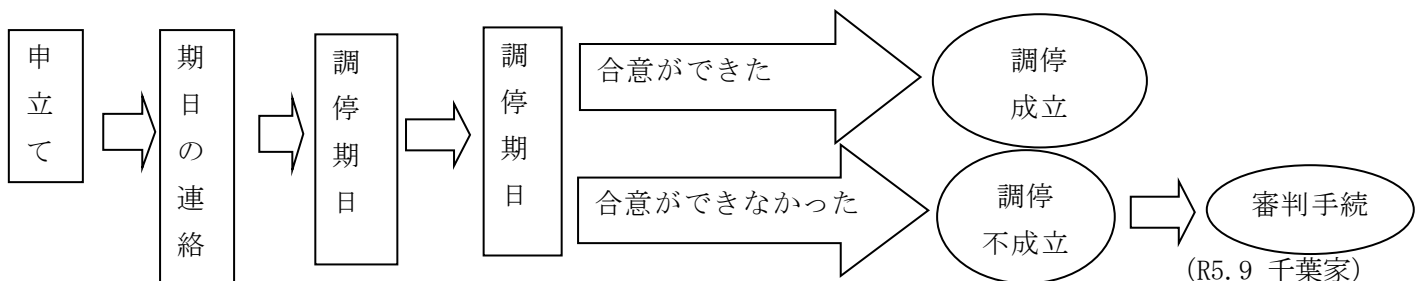 申立て
期日の連絡
調停期日
調停期日
合意ができた
調停
成立
合意ができなかった
調停
不成立
審判手続
(R5.9 千葉家)